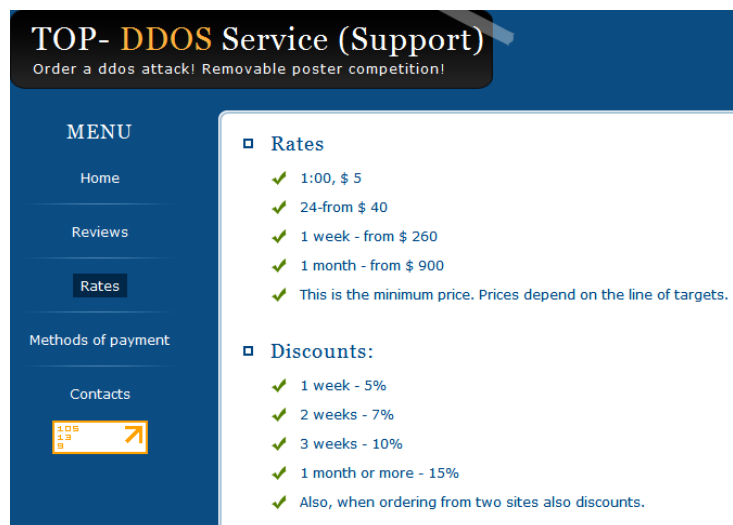 TOP- DDOS Service (Support)
Order a ddos attack! Removable poster competition!
MENU
Home
Reviews
Rates
Methods of payment
Contacts
105
13
9
Rates
1:00, $ 5
24-from $ 40
1 week - from $ 260
1 month - from $ 900
This is the minimum price. Prices depend on the line of targets.
Discounts:
1 week - 5%
2 weeks - 7%
3 weeks - 10%
1 month or more - 15%
Also, when ordering from two sites also discounts.